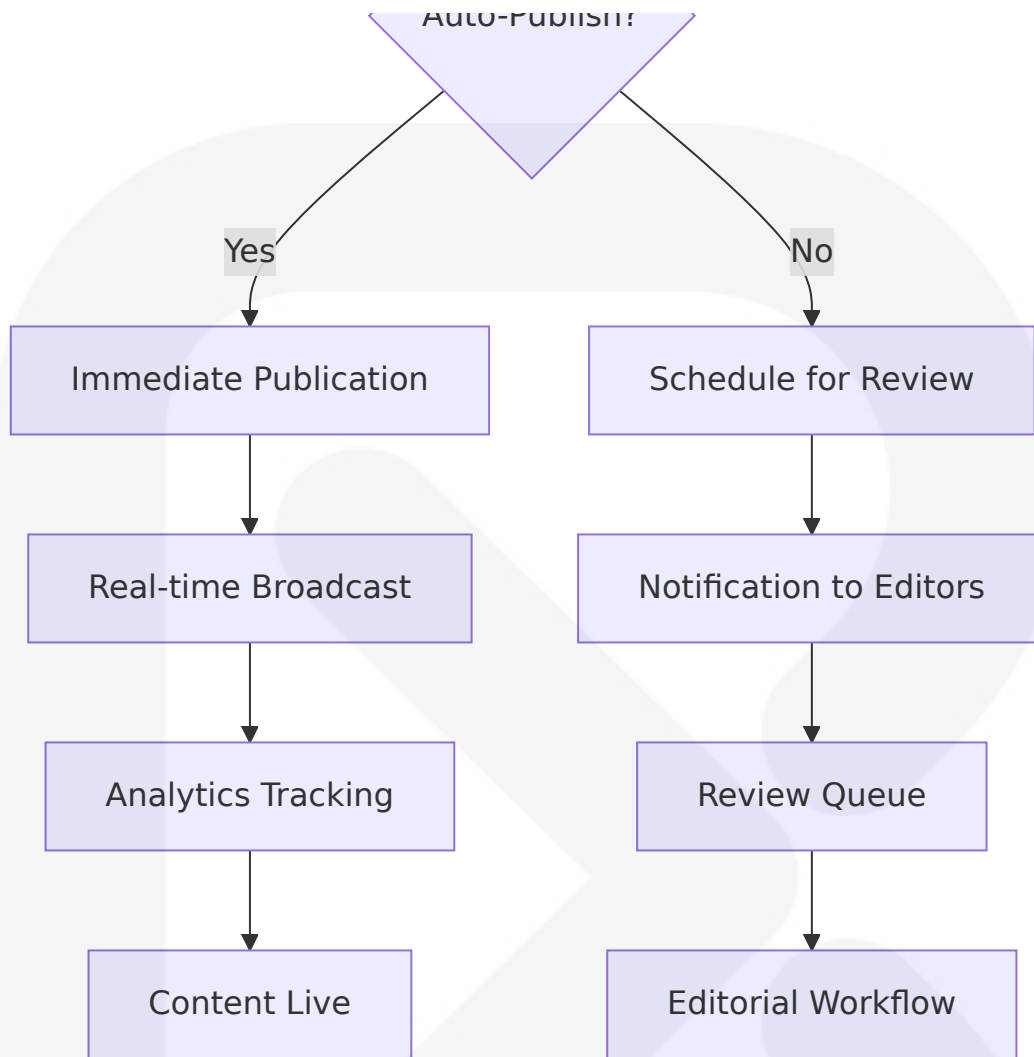 Auto-Publish?
Yes
No
Immediate Publication
Schedule for Review
Real-time Broadcast
Notification to Editors
Analytics Tracking
Review Queue
Content Live
Editorial Workflow